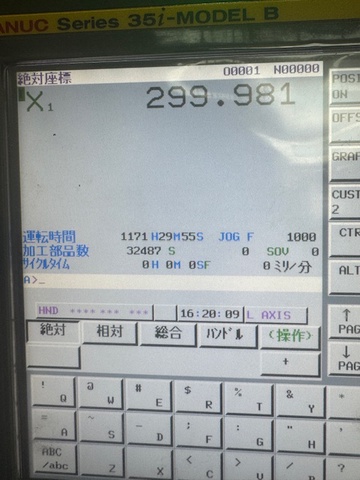 ANUC Series 35i-MODEL B
絶対座標 O0001 N00000
X1 299.981
運転時間 1171H29M55S JOG F 1000
加工部品数 32487 S 0 SOV 0
サイクルタイム 0H 0M 0S F 0 ミリ/分
A>_
HND **** *** *** 16:20:09 L AXIS
絶対 相対 総合 ハンドル (操作)
+
POS
ON
OFFS
GRAF
CUST
2
CTR
ALT
↑
PAG
↓
PAG
! Q @ W # E $ R % T & Y *
= A ~ S - D ; F : G " H '
ABC /abc Z X < C > V / B ?